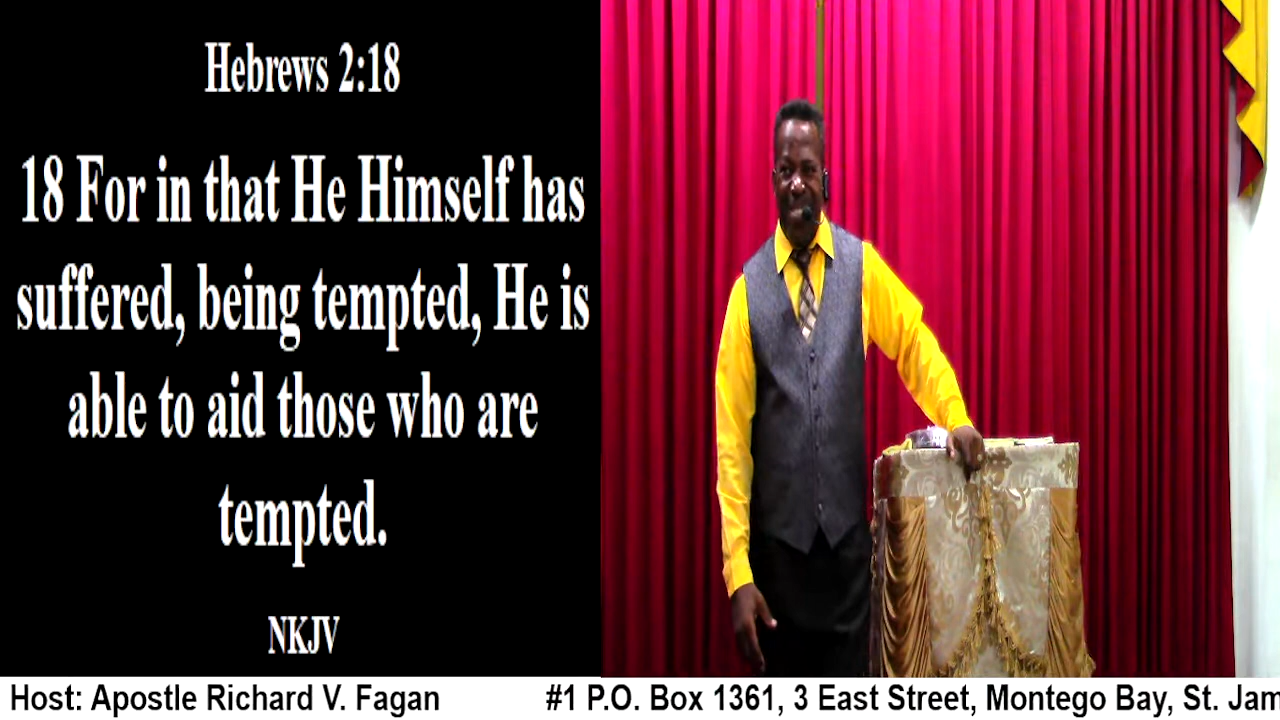 Hebrews 2:18
18 For in that He Himself has
suffered, being tempted, He is
able to aid those who are
tempted.
NKJV
Host: Apostle Richard V. Fagan
#1 P.O. Box 1361, 3 East Street, Montego Bay, St. Jam